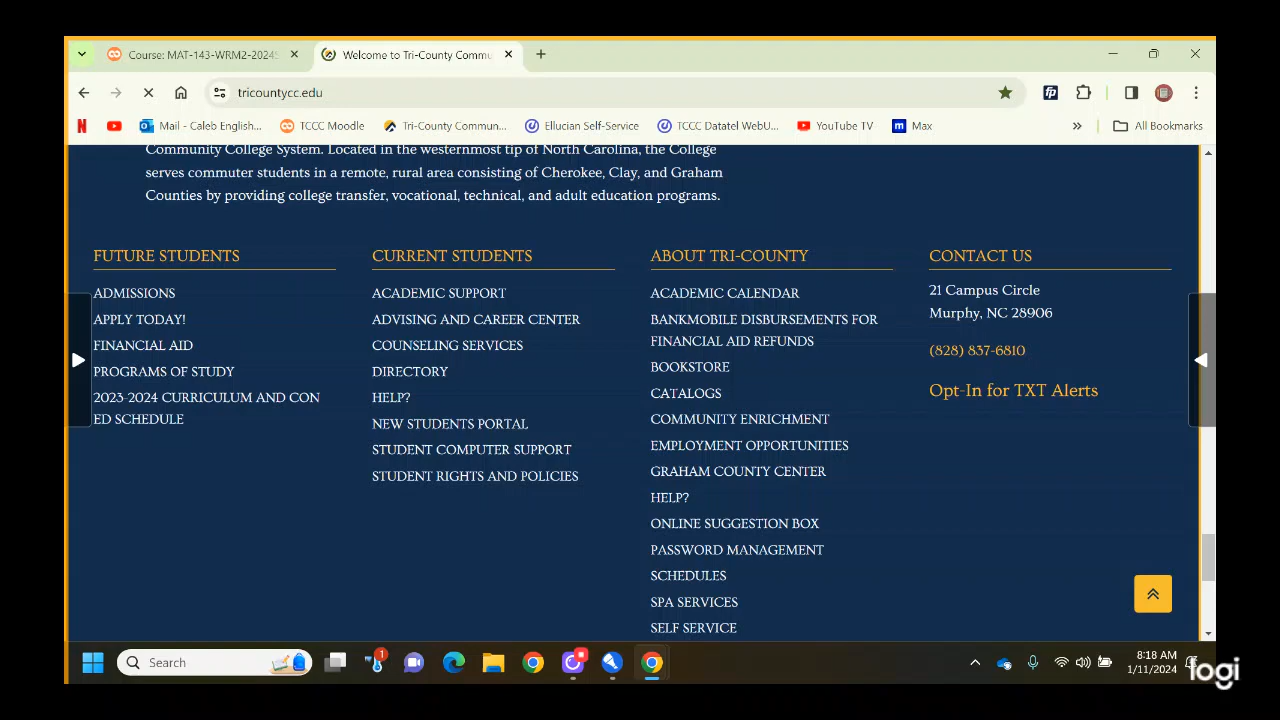 Course: MAT-143-WRM2-2024S
Welcome to Tri-County Commu
tricountycc.edu
fp
N
Mail - Caleb English...
TCCC Moodle
Tri-County Commun...
Ellucian Self-Service
TCCC Datatel WebU...
YouTube TV
m
Max
All Bookmarks
Community College System. Located in the westernmost tip of North Carolina, the College
serves commuter students in a remote, rural area consisting of Cherokee, Clay, and Graham
Counties by providing college transfer, vocational, technical, and adult education programs.
FUTURE STUDENTS
ADMISSIONS
APPLY TODAY!
FINANCIAL AID
PROGRAMS OF STUDY
2023-2024 CURRICULUM AND CON
ED SCHEDULE
CURRENT STUDENTS
ACADEMIC SUPPORT
ADVISING AND CAREER CENTER
COUNSELING SERVICES
DIRECTORY
HELP?
NEW STUDENTS PORTAL
STUDENT COMPUTER SUPPORT
STUDENT RIGHTS AND POLICIES
ABOUT TRI-COUNTY
ACADEMIC CALENDAR
BANKMOBILE DISBURSEMENTS FOR
FINANCIAL AID REFUNDS
BOOKSTORE
CATALOGS
COMMUNITY ENRICHMENT
EMPLOYMENT OPPORTUNITIES
GRAHAM COUNTY CENTER
HELP?
ONLINE SUGGESTION BOX
PASSWORD MANAGEMENT
SCHEDULES
SPA SERVICES
SELF SERVICE
CONTACT US
21 Campus Circle
Murphy, NC 28906
(828) 837-6810
Opt-In for TXT Alerts
Search
1
8:18 AM
1/11/2024
logi